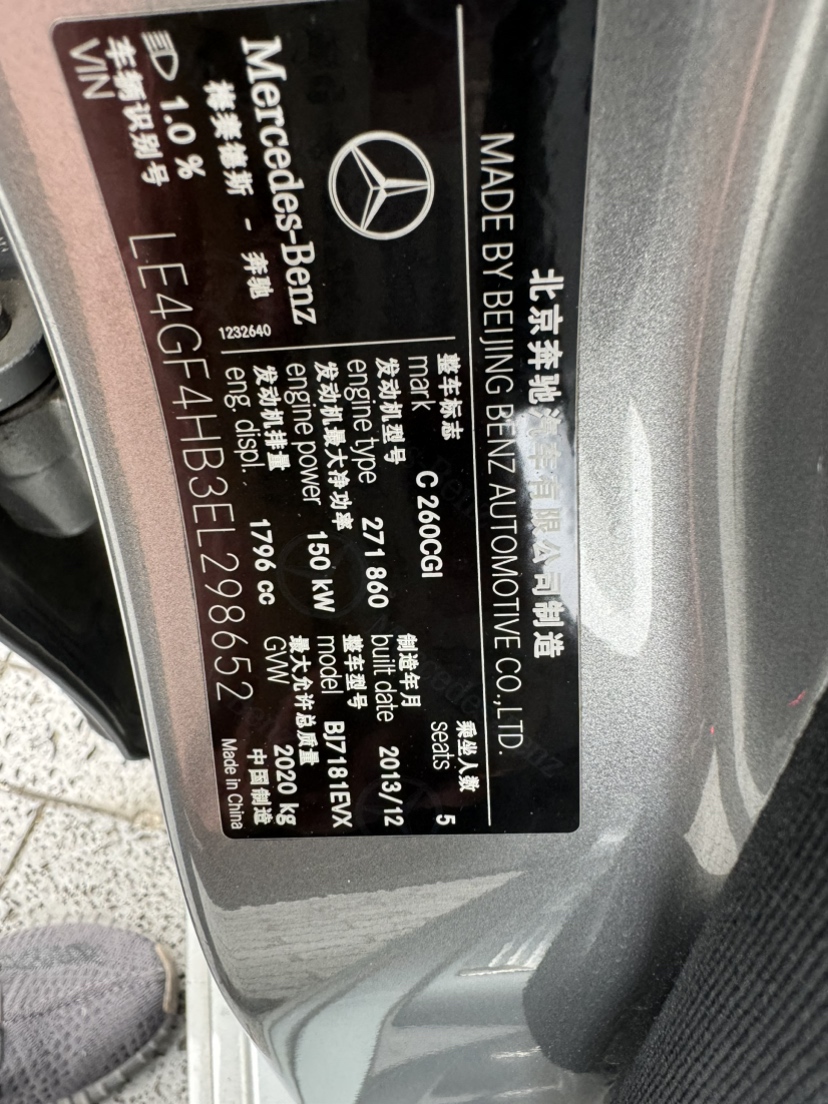 北京奔驰汽车有限公司制造
MADE BY BEIJING BENZ AUTOMOTIVE CO.,LTD.
整车标志
mark C 260CGI
乘坐人数
seats 5
发动机型号
engine type 271 860
制造年月
built date 2013/12
发动机最大净功率
engine power 150 kW
整车型号
model BJ7181EVX
发动机排量
eng. displ. 1796 cc
最大允许总质量
GVW 2020 kg
Mercedes-Benz
梅赛德斯 - 奔驰
1232640
中国制造
Made in China
1.0 %
车辆识别号
VIN LE4GF4HB3EL298652